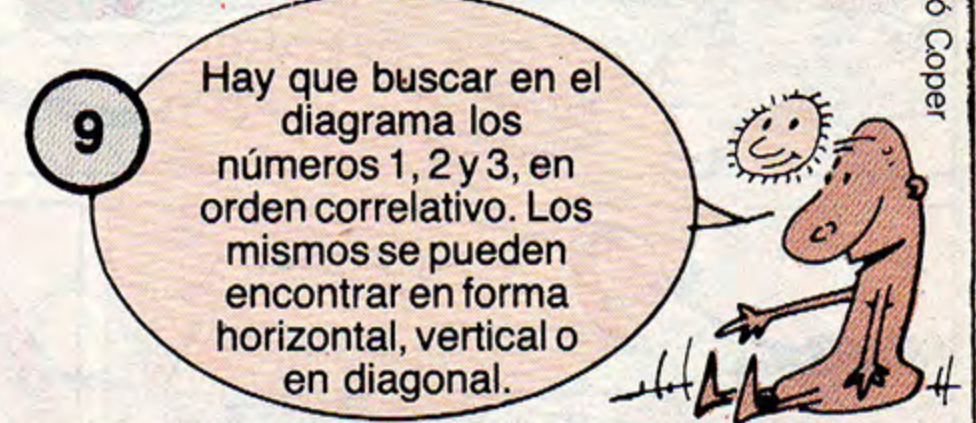 9
Hay que buscar en el
diagrama los
números 1, 2 y 3, en
orden correlativo. Los
mismos se pueden
encontrar en forma
horizontal, vertical o
en diagonal.
ó Coper